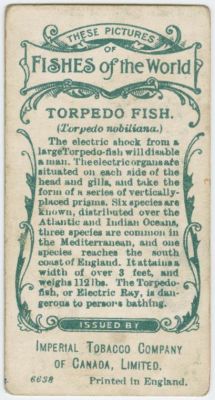 THESE PICTURES
OF
FISHES of the WORLD
TORPEDO FISH.
(Torpedo nobiliana.)
The electric shock from a
large Torpedo-fish will disable
a man. The electric organs are
situated on each side of the
head and gills, and take the
form of a series of vertically-
placed prisms. Six species are
known, distributed over the
Atlantic and Indian Oceans,
three species are common in
the Mediterranean, and one
species reaches the south
coast of England. It attains a
width of over 3 feet, and
weighs 112 lbs. The Torpedo-
fish, or Electric Ray, is dan-
gerous to persons bathing.
ISSUED BY
IMPERIAL TOBACCO COMPANY
OF CANADA, LIMITED.
6638 Printed in England.